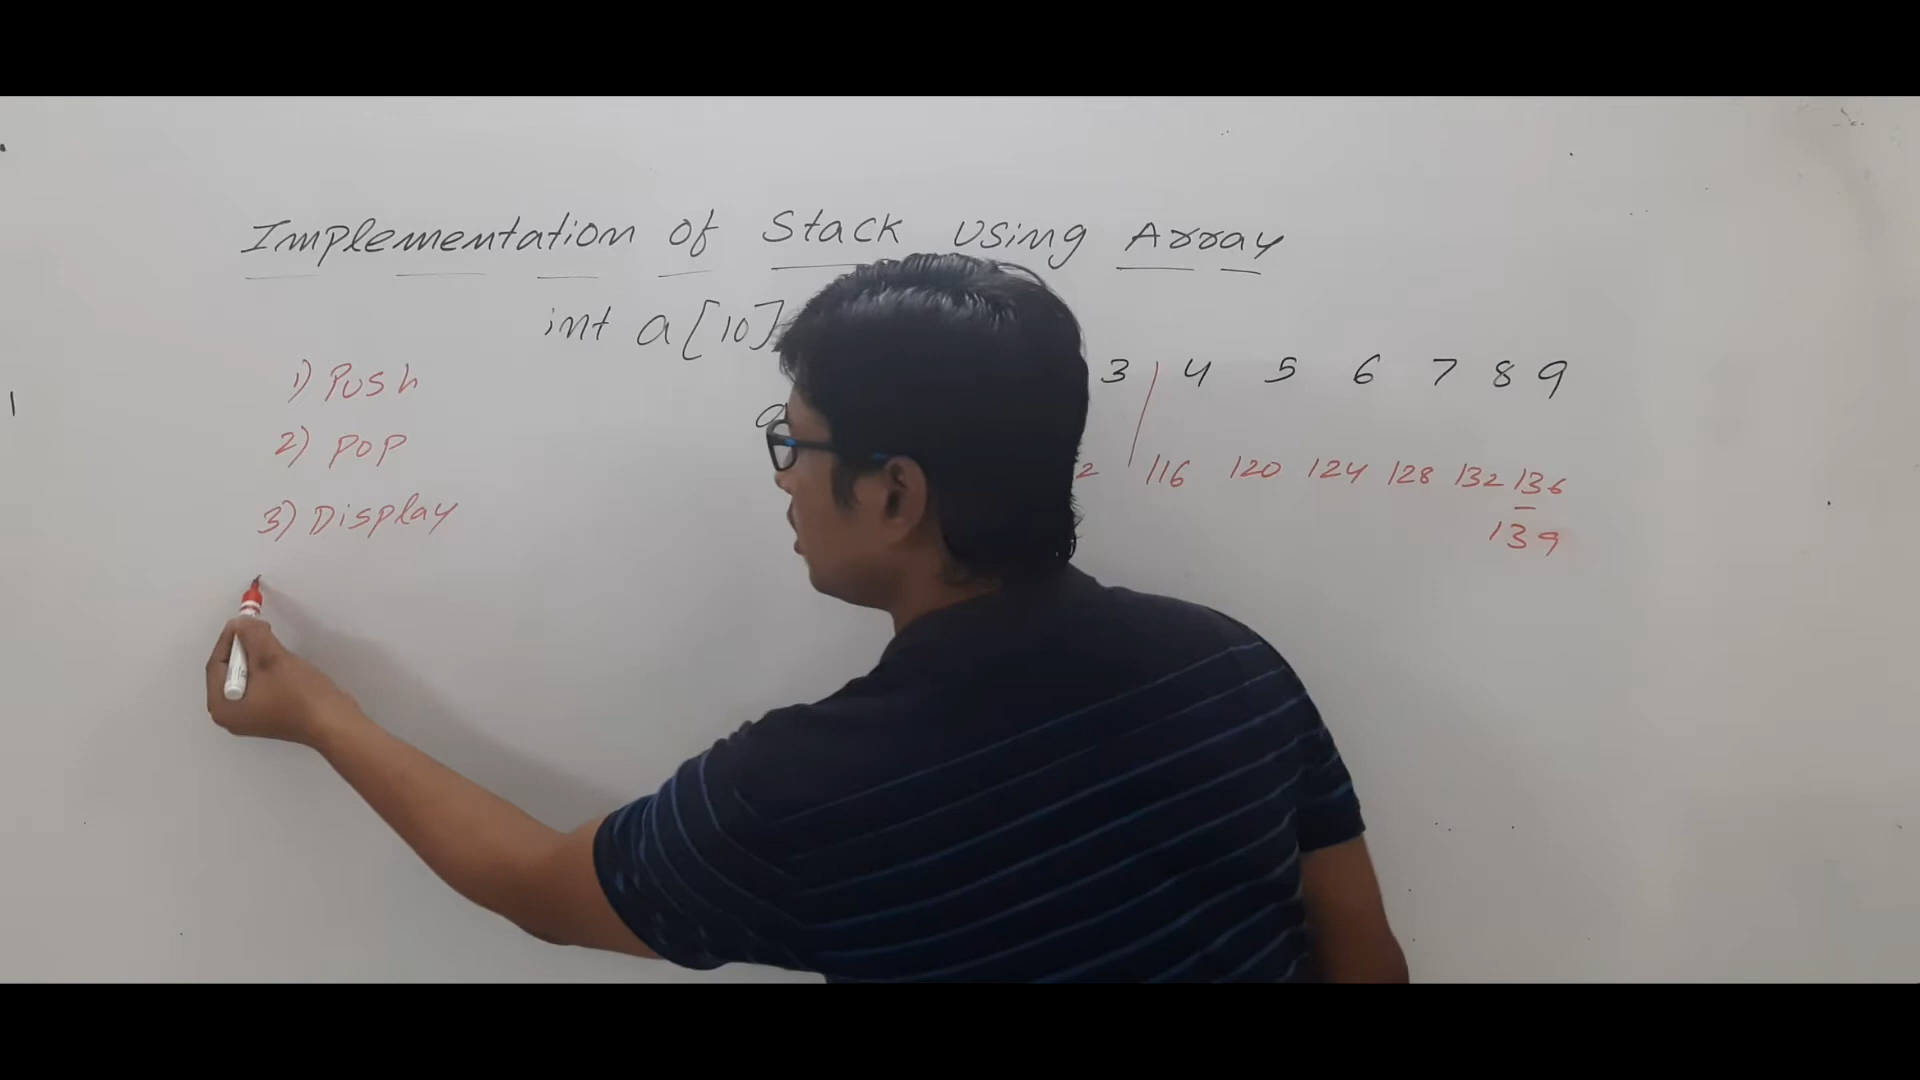 Implementation of Stack using Array
int a[10]
1) Push
2) Pop
3) Display
a
3 4 5 6 7 8 9
2 116 120 124 128 132 136
139